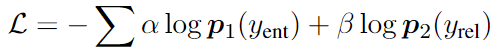 ℒ = − ∑ α log 𝒑₁(y_ent) + β log 𝒑₂(y_rel)